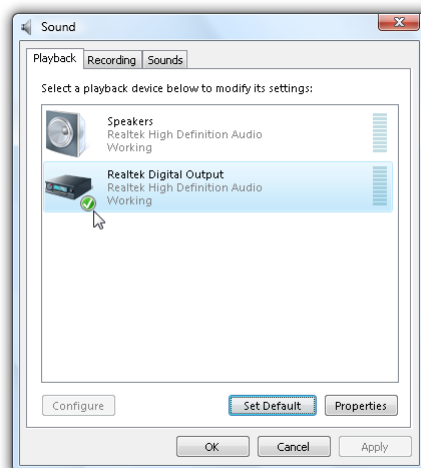 Sound
Playback Recording Sounds
Select a playback device below to modify its settings:
Speakers
Realtek High Definition Audio
Working
Realtek Digital Output
Realtek High Definition Audio
Working
Configure Set Default Properties
OK Cancel Apply